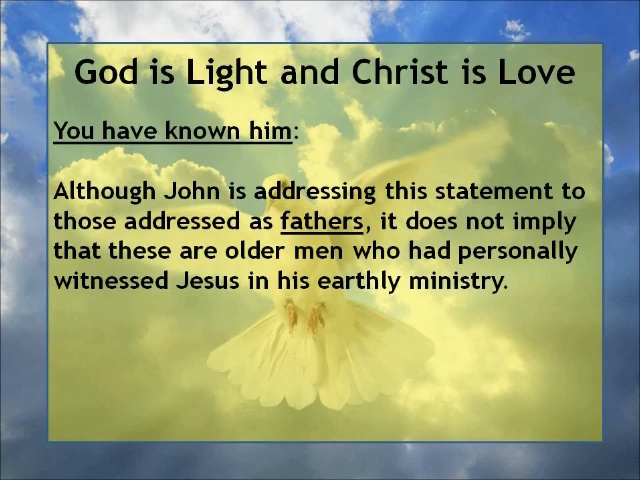 God is Light and Christ is Love
You have known him:
Although John is addressing this statement to
those addressed as fathers, it does not imply
that these are older men who had personally
witnessed Jesus in his earthly ministry.